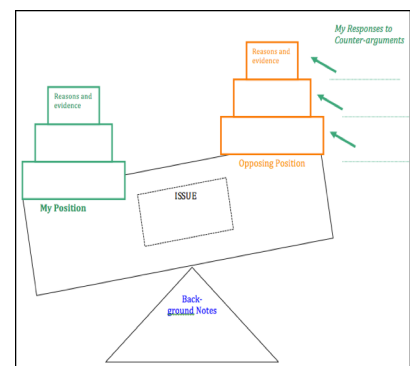 My Responses to
Counter-arguments
Reasons and
evidence
Reasons and
evidence
Opposing Position
ISSUE
My Position
Back-
ground Notes